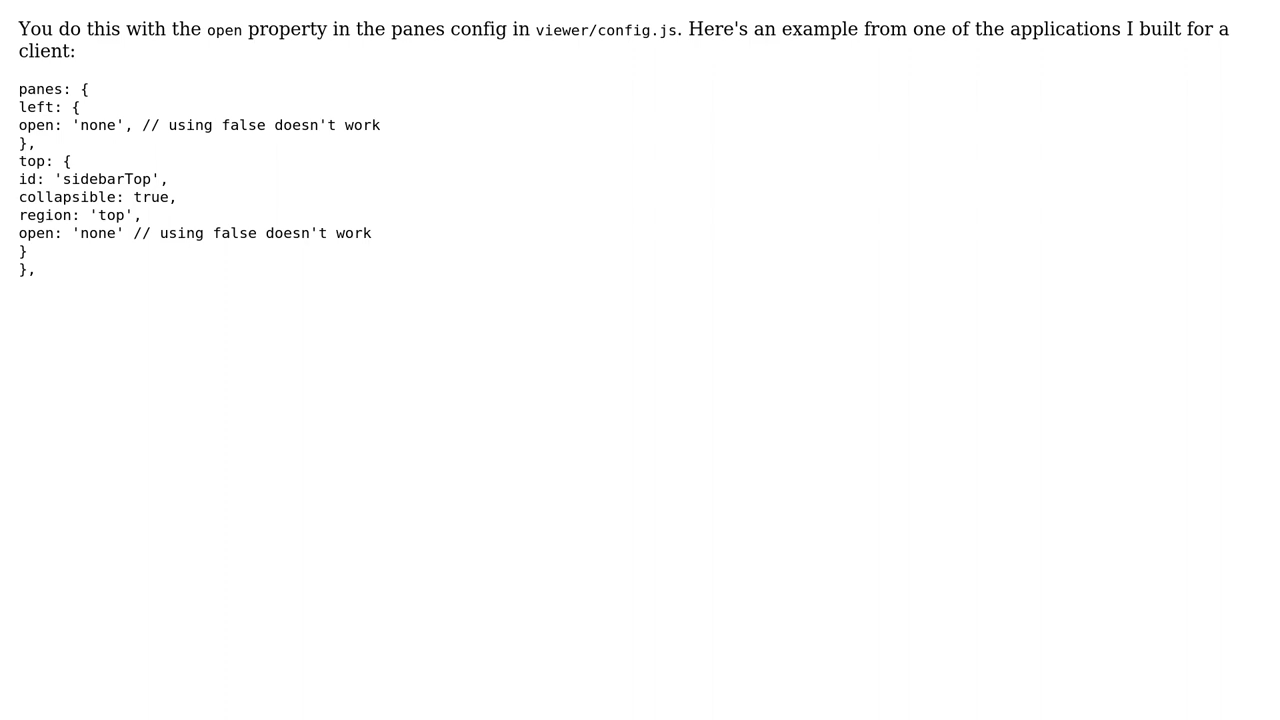 You do this with the open property in the panes config in viewer/config.js. Here's an example from one of the applications I built for a
client:
panes: {
left: {
open: 'none', // using false doesn't work
},
top: {
id: 'sidebarTop',
collapsible: true,
region: 'top',
open: 'none' // using false doesn't work
}
},